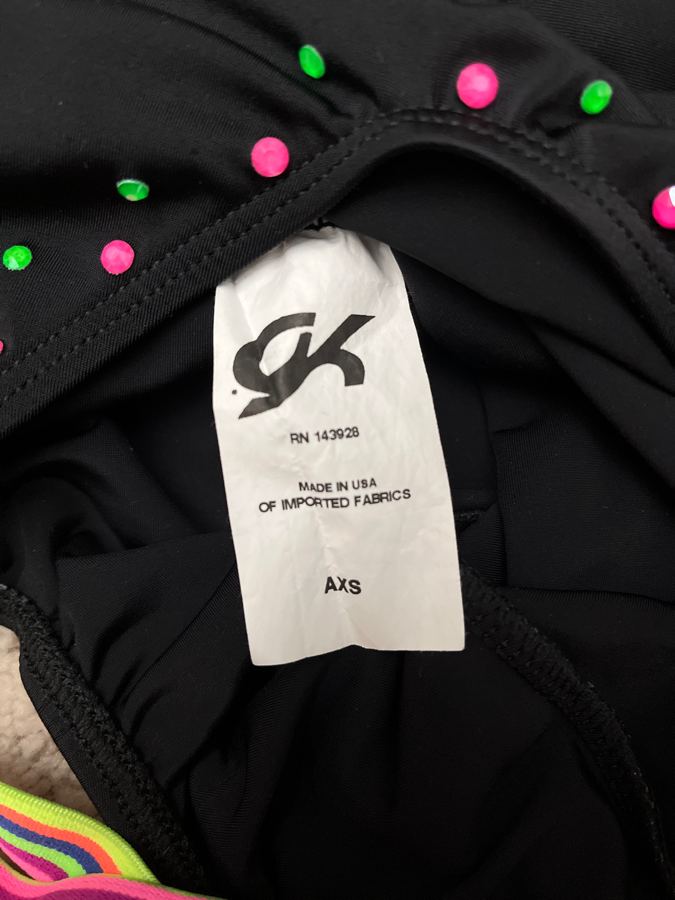 GK
RN 143928
MADE IN USA
OF IMPORTED FABRICS
AXS